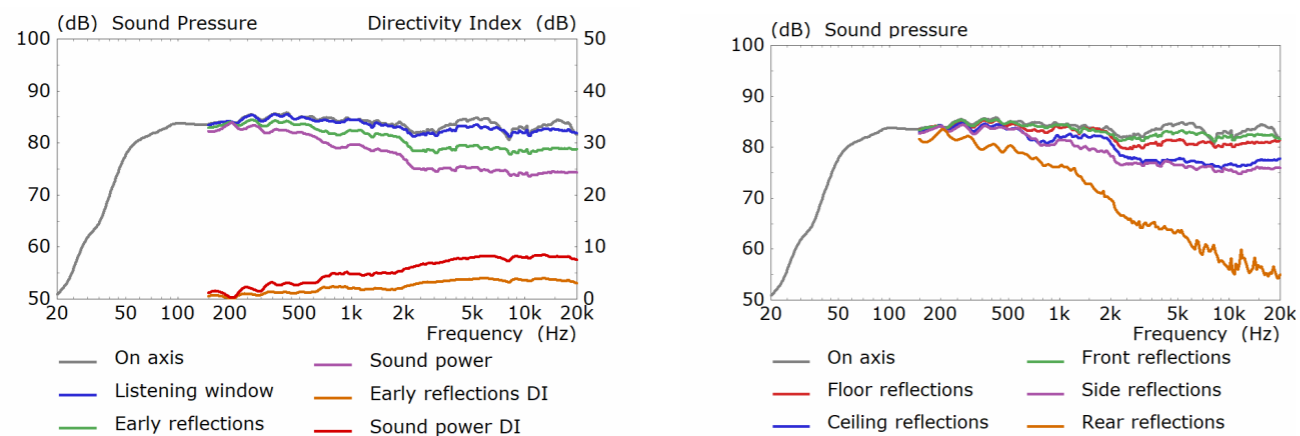 (dB) Sound Pressure Directivity Index (dB)
100 50
90 40
80 30
70 20
60 10
50 0
20 50 100 200 500 1k 2k 5k 10k 20k
Frequency (Hz)
On axis Sound power
Listening window Early reflections DI
Early reflections Sound power DI
(dB) Sound pressure
100
90
80
70
60
50
20 50 100 200 500 1k 2k 5k 10k 20k
Frequency (Hz)
On axis Front reflections
Floor reflections Side reflections
Ceiling reflections Rear reflections